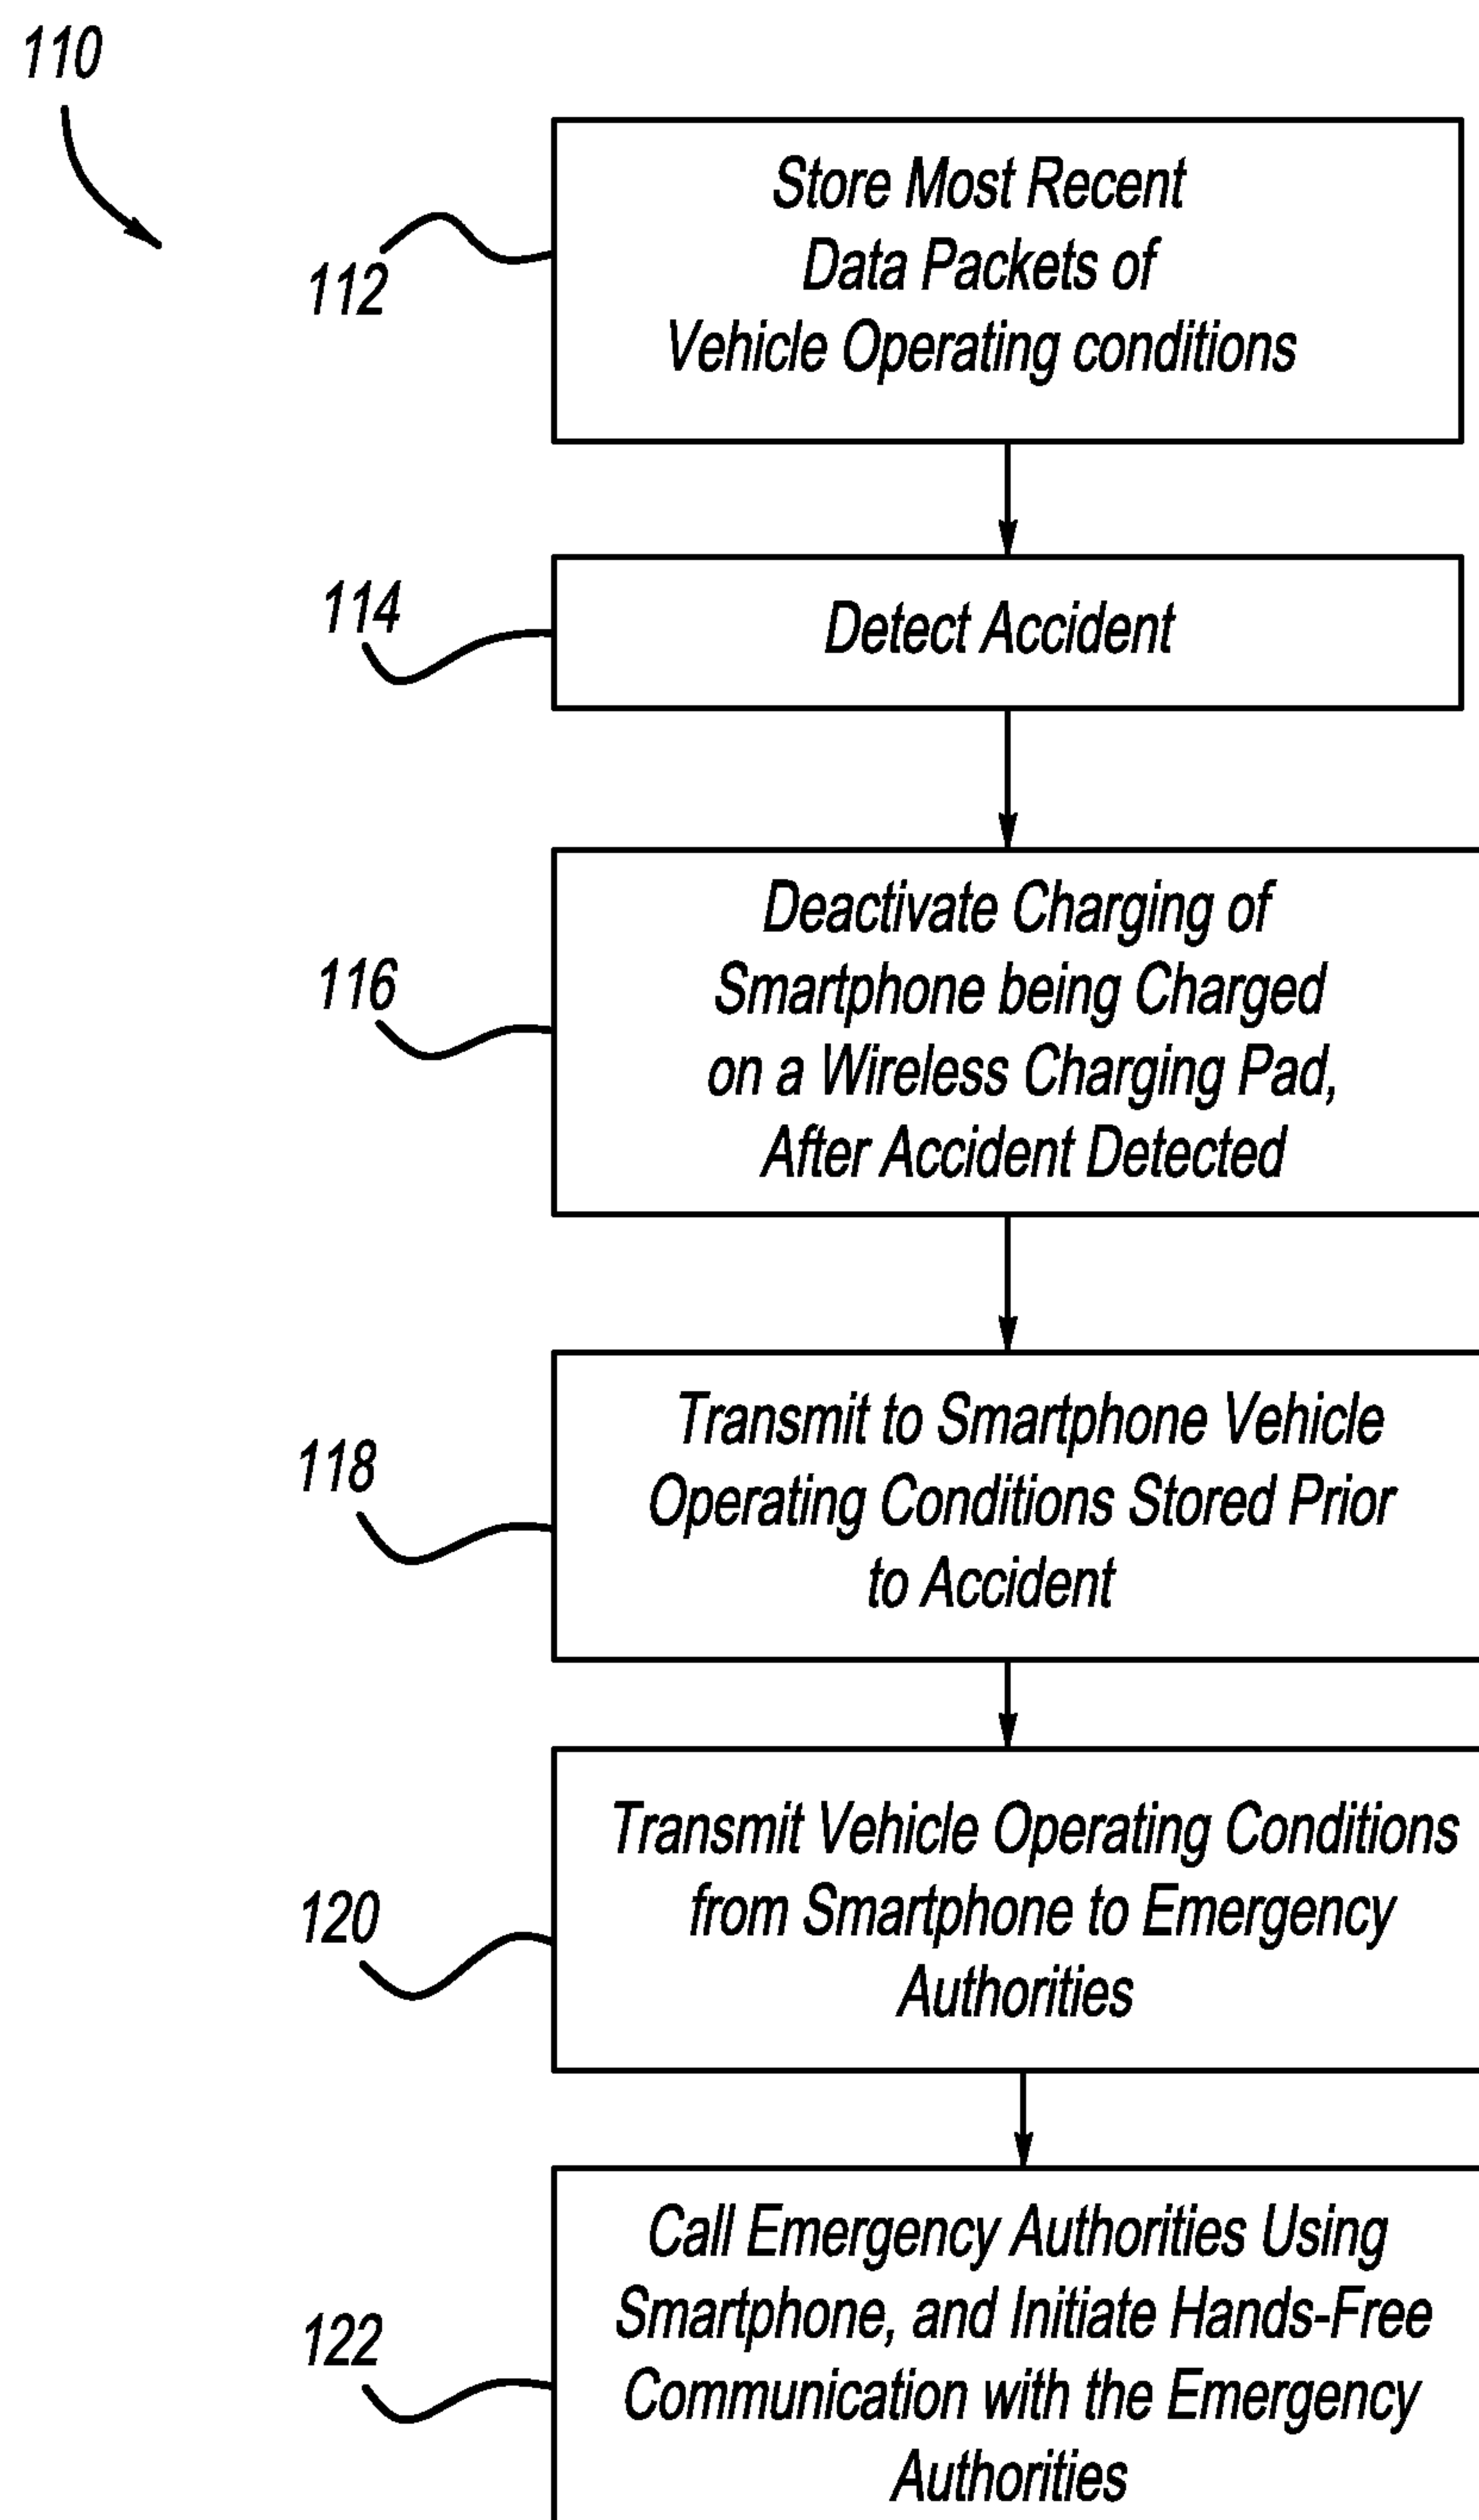 110
Store Most Recent
Data Packets of
Vehicle Operating conditions
112
Detect Accident
114
Deactivate Charging of
Smartphone being Charged
on a Wireless Charging Pad,
After Accident Detected
116
Transmit to Smartphone Vehicle
Operating Conditions Stored Prior
to Accident
118
Transmit Vehicle Operating Conditions
from Smartphone to Emergency
Authorities
120
Call Emergency Authorities Using
Smartphone, and Initiate Hands-Free
Communication with the Emergency
Authorities
122